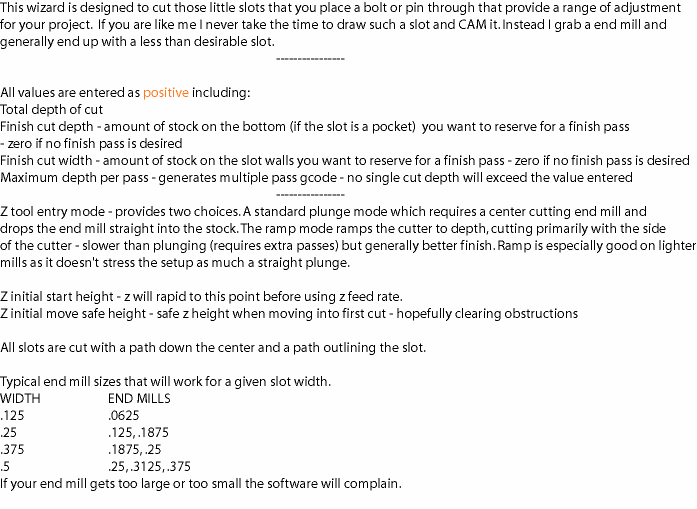 This wizard is designed to cut those little slots that you place a bolt or pin through that provide a range of adjustment
for your project.  If you are like me I never take the time to draw such a slot and CAM it. Instead I grab a end mill and
generally end up with a less than desirable slot.
----------------
All values are entered as positive including:
Total depth of cut
Finish cut depth - amount of stock on the bottom (if the slot is a pocket)  you want to reserve for a finish pass
- zero if no finish pass is desired
Finish cut width - amount of stock on the slot walls you want to reserve for a finish pass - zero if no finish pass is desired
Maximum depth per pass - generates multiple pass gcode - no single cut depth will exceed the value entered
----------------
Z tool entry mode - provides two choices. A standard plunge mode which requires a center cutting end mill and
drops the end mill straight into the stock. The ramp mode ramps the cutter to depth, cutting primarily with the side
of the cutter - slower than plunging (requires extra passes) but generally better finish. Ramp is especially good on lighter
mills as it doesn't stress the setup as much a straight plunge.
Z initial start height - z will rapid to this point before using z feed rate.
Z initial move safe height - safe z height when moving into first cut - hopefully clearing obstructions
All slots are cut with a path down the center and a path outlining the slot.
Typical end mill sizes that will work for a given slot width.
WIDTH END MILLS
.125 .0625
.25 .125, .1875
.375 .1875, .25
.5 .25, .3125, .375
If your end mill gets too large or too small the software will complain.